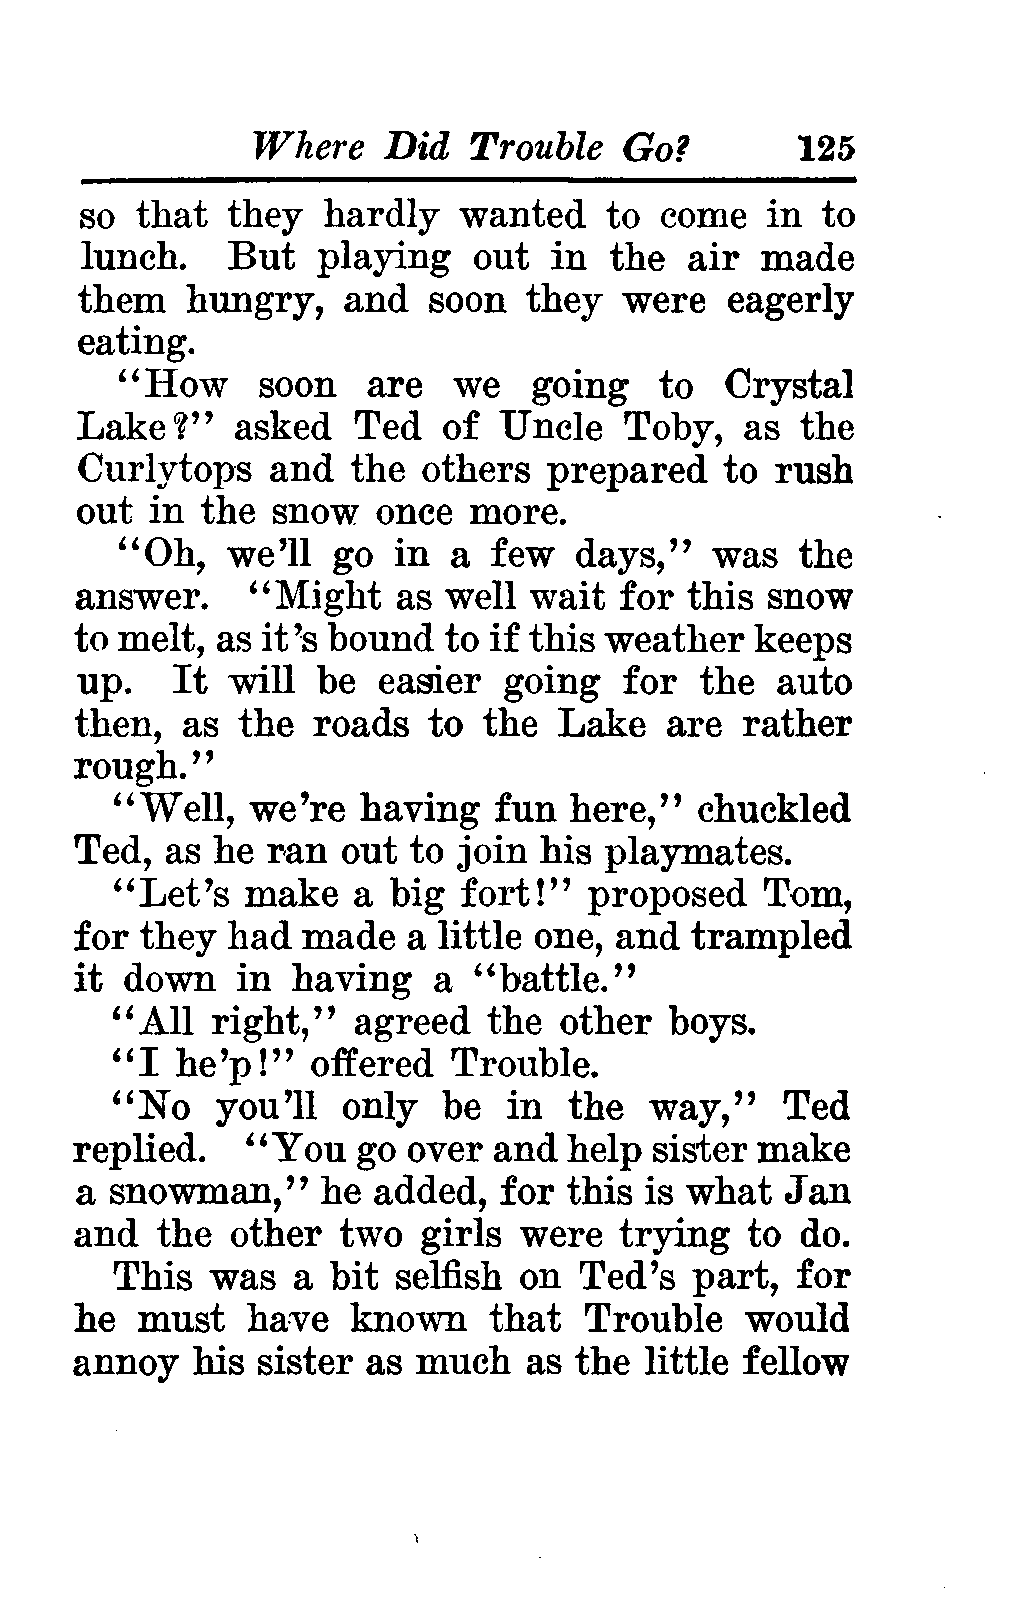 Where Did Trouble Go? 125
so that they hardly wanted to come in to
lunch. But playing out in the air made
them hungry, and soon they were eagerly
eating.
"How soon are we going to Crystal
Lake?" asked Ted of Uncle Toby, as the
Curlytops and the others prepared to rush
out in the snow once more.
"Oh, we'll go in a few days," was the
answer. "Might as well wait for this snow
to melt, as it's bound to if this weather keeps
up. It will be easier going for the auto
then, as the roads to the Lake are rather
rough."
"Well, we're having fun here," chuckled
Ted, as he ran out to join his playmates.
"Let's make a big fort!" proposed Tom,
for they had made a little one, and trampled
it down in having a "battle."
"All right," agreed the other boys.
"I he'p!" offered Trouble.
"No you'll only be in the way," Ted
replied. "You go over and help sister make
a snowman," he added, for this is what Jan
and the other two girls were trying to do.
This was a bit selfish on Ted's part, for
he must have known that Trouble would
annoy his sister as much as the little fellow